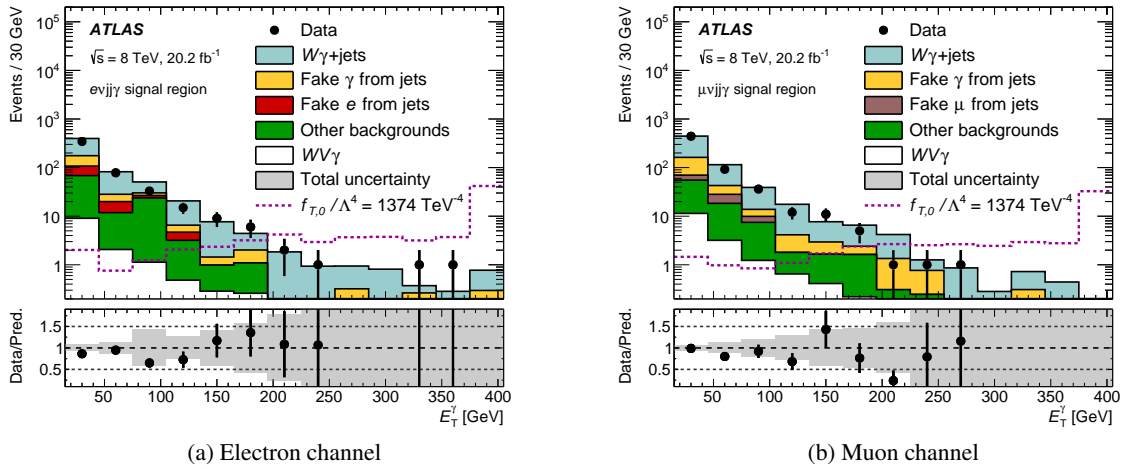 Events / 30 GeV
10⁵
10⁴
10³
10²
10
1
ATLAS
√s = 8 TeV, 20.2 fb⁻¹
eνjjγ signal region
Data
Wγ+jets
Fake γ from jets
Fake e from jets
Other backgrounds
WVγ
Total uncertainty
f_T,0 /Λ⁴ = 1374 TeV⁻⁴
Data/Pred.
1.5
1
0.5
50 100 150 200 250 300 350 400
E_T^γ [GeV]
(a) Electron channel
Events / 30 GeV
10⁵
10⁴
10³
10²
10
1
ATLAS
√s = 8 TeV, 20.2 fb⁻¹
μνjjγ signal region
Data
Wγ+jets
Fake γ from jets
Fake μ from jets
Other backgrounds
WVγ
Total uncertainty
f_T,0 /Λ⁴ = 1374 TeV⁻⁴
Data/Pred.
1.5
1
0.5
50 100 150 200 250 300 350 400
E_T^γ [GeV]
(b) Muon channel